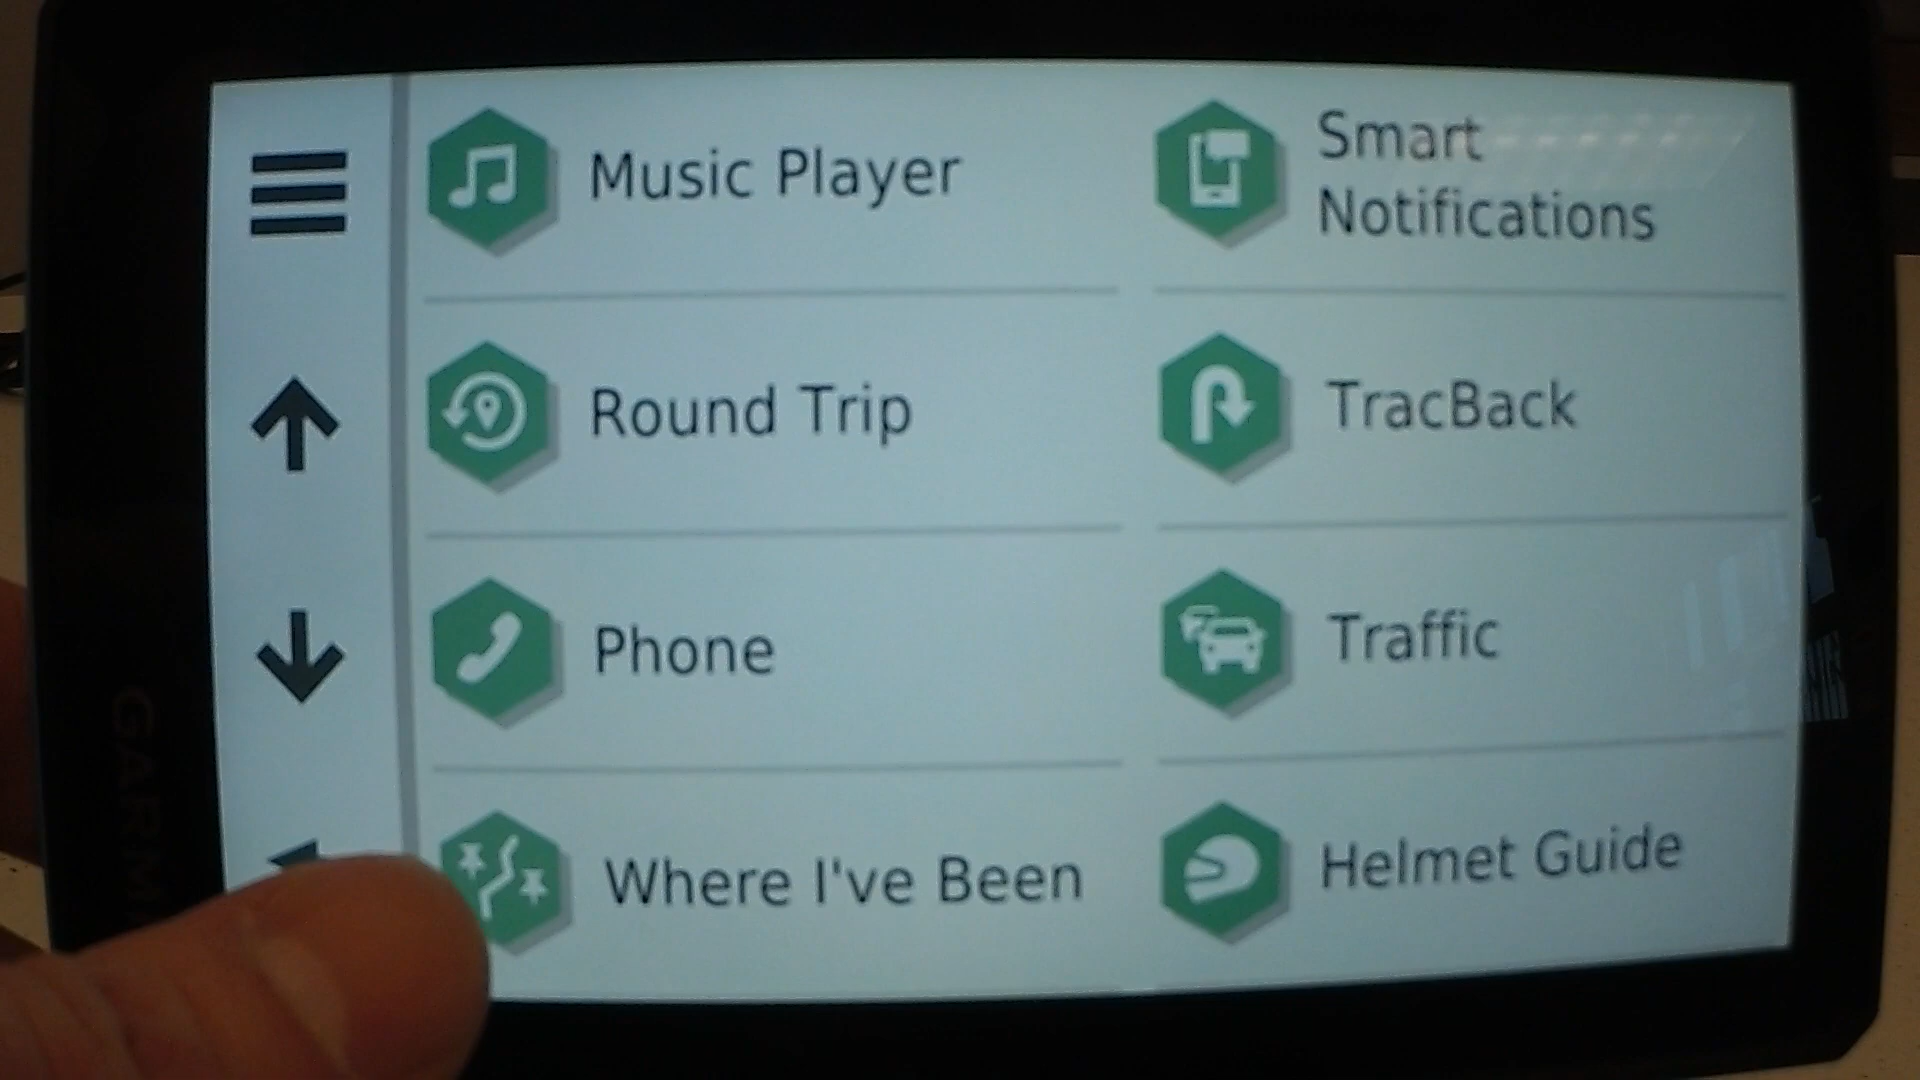 Music Player
Smart
Notifications
Round Trip
TracBack
Phone
Traffic
Where I've Been
Helmet Guide